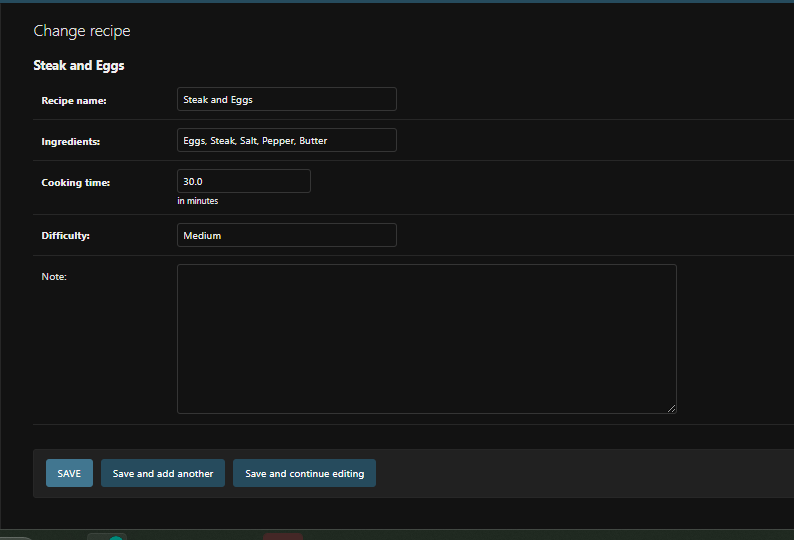 Change recipe
Steak and Eggs
Recipe name: Steak and Eggs
Ingredients: Eggs, Steak, Salt, Pepper, Butter
Cooking time: 30.0
in minutes
Difficulty: Medium
Note:
SAVE Save and add another Save and continue editing